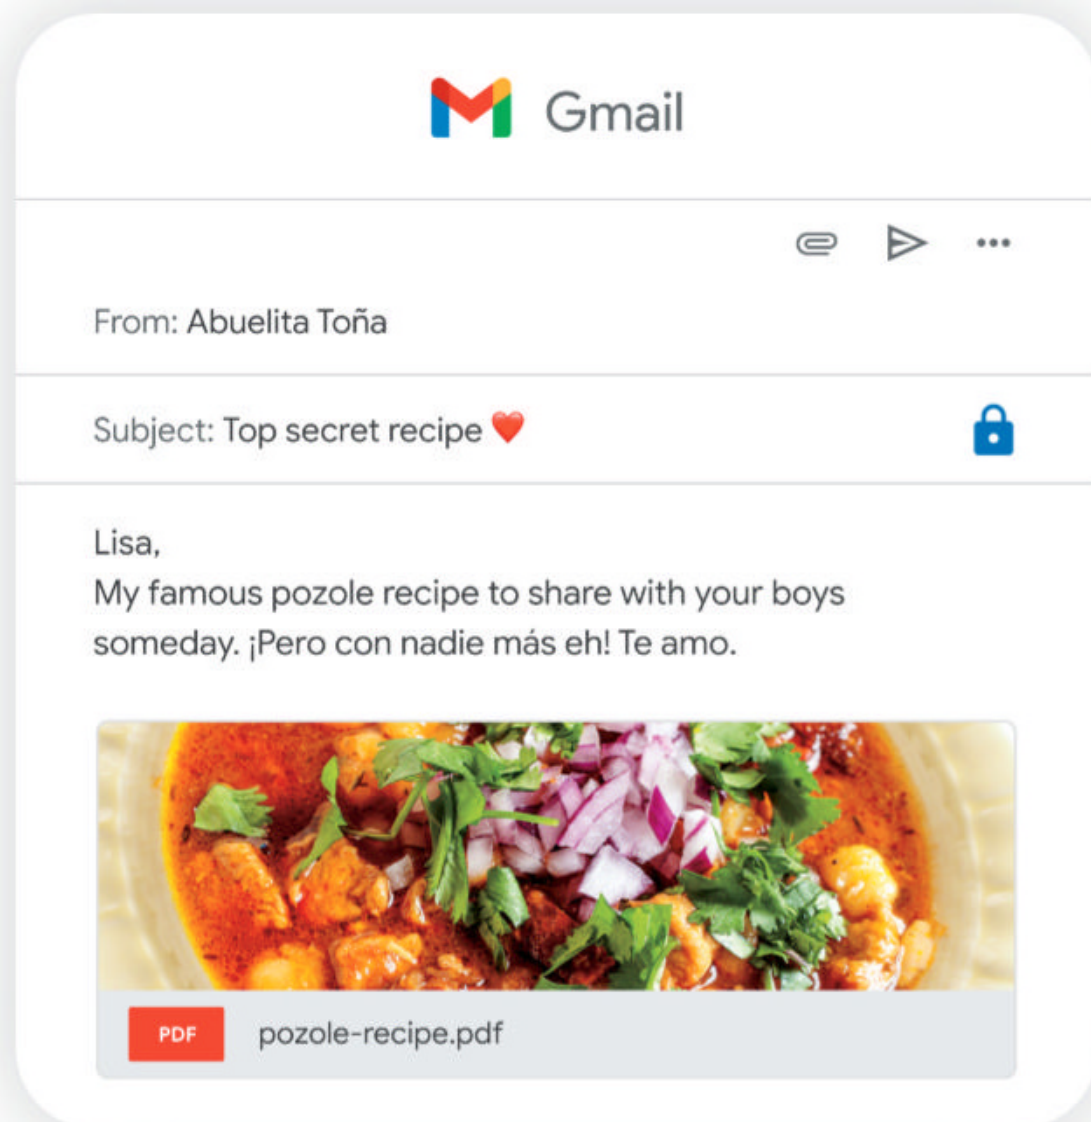 Gmail
From: Abuelita Toña
Subject: Top secret recipe ❤️
Lisa,
My famous pozole recipe to share with your boys
someday. ¡Pero con nadie más eh! Te amo.
PDF pozole-recipe.pdf